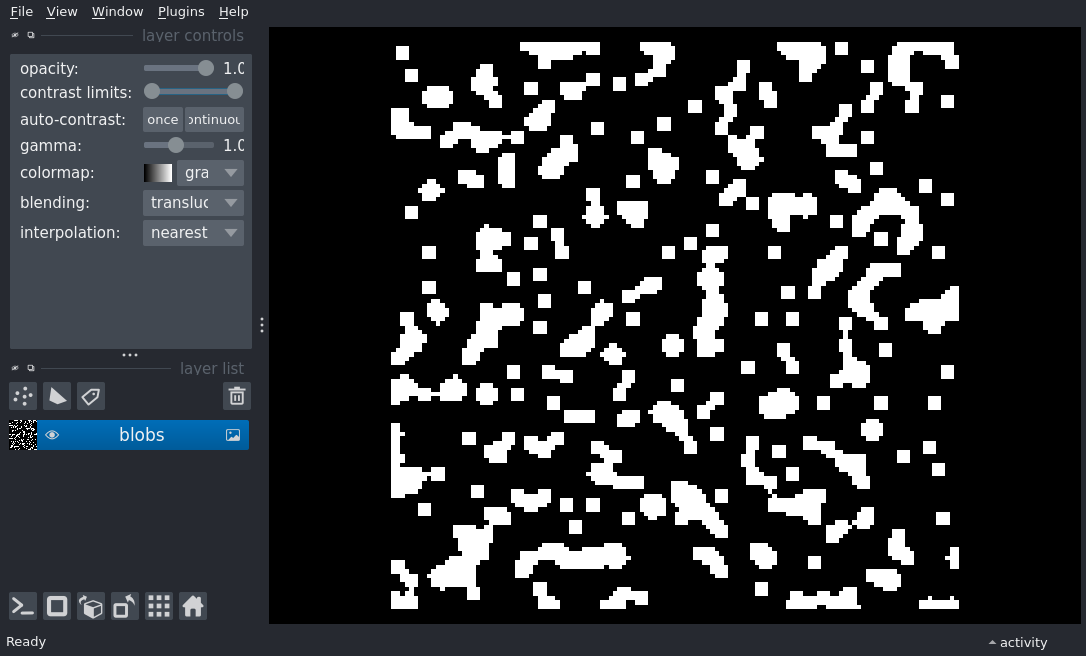 File View Window Plugins Help
layer controls
opacity: 1.0
contrast limits:
auto-contrast: once ontinuou
gamma: 1.0
colormap: gra
blending: transluc
interpolation: nearest
layer list
blobs
Ready
activity